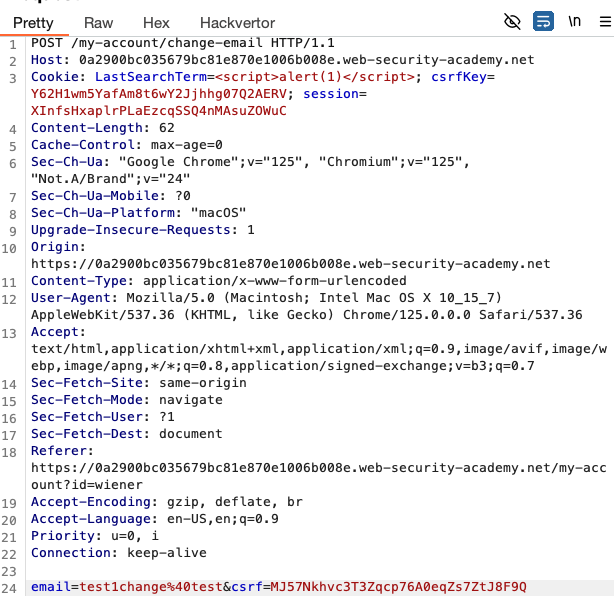 Pretty Raw Hex Hackvertor \n
1 POST /my-account/change-email HTTP/1.1
2 Host: 0a2900bc035679bc81e870e1006b008e.web-security-academy.net
3 Cookie: LastSearchTerm=<script>alert(1)</script>; csrfKey=
Y62H1wm5YafAm8t6wY2Jjhhg07Q2AERV; session=
XInfsHxaplrPLaEzcqSSQ4nMAsuZOWuC
4 Content-Length: 62
5 Cache-Control: max-age=0
6 Sec-Ch-Ua: "Google Chrome";v="125", "Chromium";v="125",
"Not.A/Brand";v="24"
7 Sec-Ch-Ua-Mobile: ?0
8 Sec-Ch-Ua-Platform: "macOS"
9 Upgrade-Insecure-Requests: 1
10 Origin:
https://0a2900bc035679bc81e870e1006b008e.web-security-academy.net
11 Content-Type: application/x-www-form-urlencoded
12 User-Agent: Mozilla/5.0 (Macintosh; Intel Mac OS X 10_15_7)
AppleWebKit/537.36 (KHTML, like Gecko) Chrome/125.0.0.0 Safari/537.36
13 Accept:
text/html,application/xhtml+xml,application/xml;q=0.9,image/avif,image/w
ebp,image/apng,*/*;q=0.8,application/signed-exchange;v=b3;q=0.7
14 Sec-Fetch-Site: same-origin
15 Sec-Fetch-Mode: navigate
16 Sec-Fetch-User: ?1
17 Sec-Fetch-Dest: document
18 Referer:
https://0a2900bc035679bc81e870e1006b008e.web-security-academy.net/my-acc
ount?id=wiener
19 Accept-Encoding: gzip, deflate, br
20 Accept-Language: en-US,en;q=0.9
21 Priority: u=0, i
22 Connection: keep-alive
23
24 email=test1change%40test&csrf=MJ57Nkhvc3T3Zqcp76A0eqZs7ZtJ8F9Q